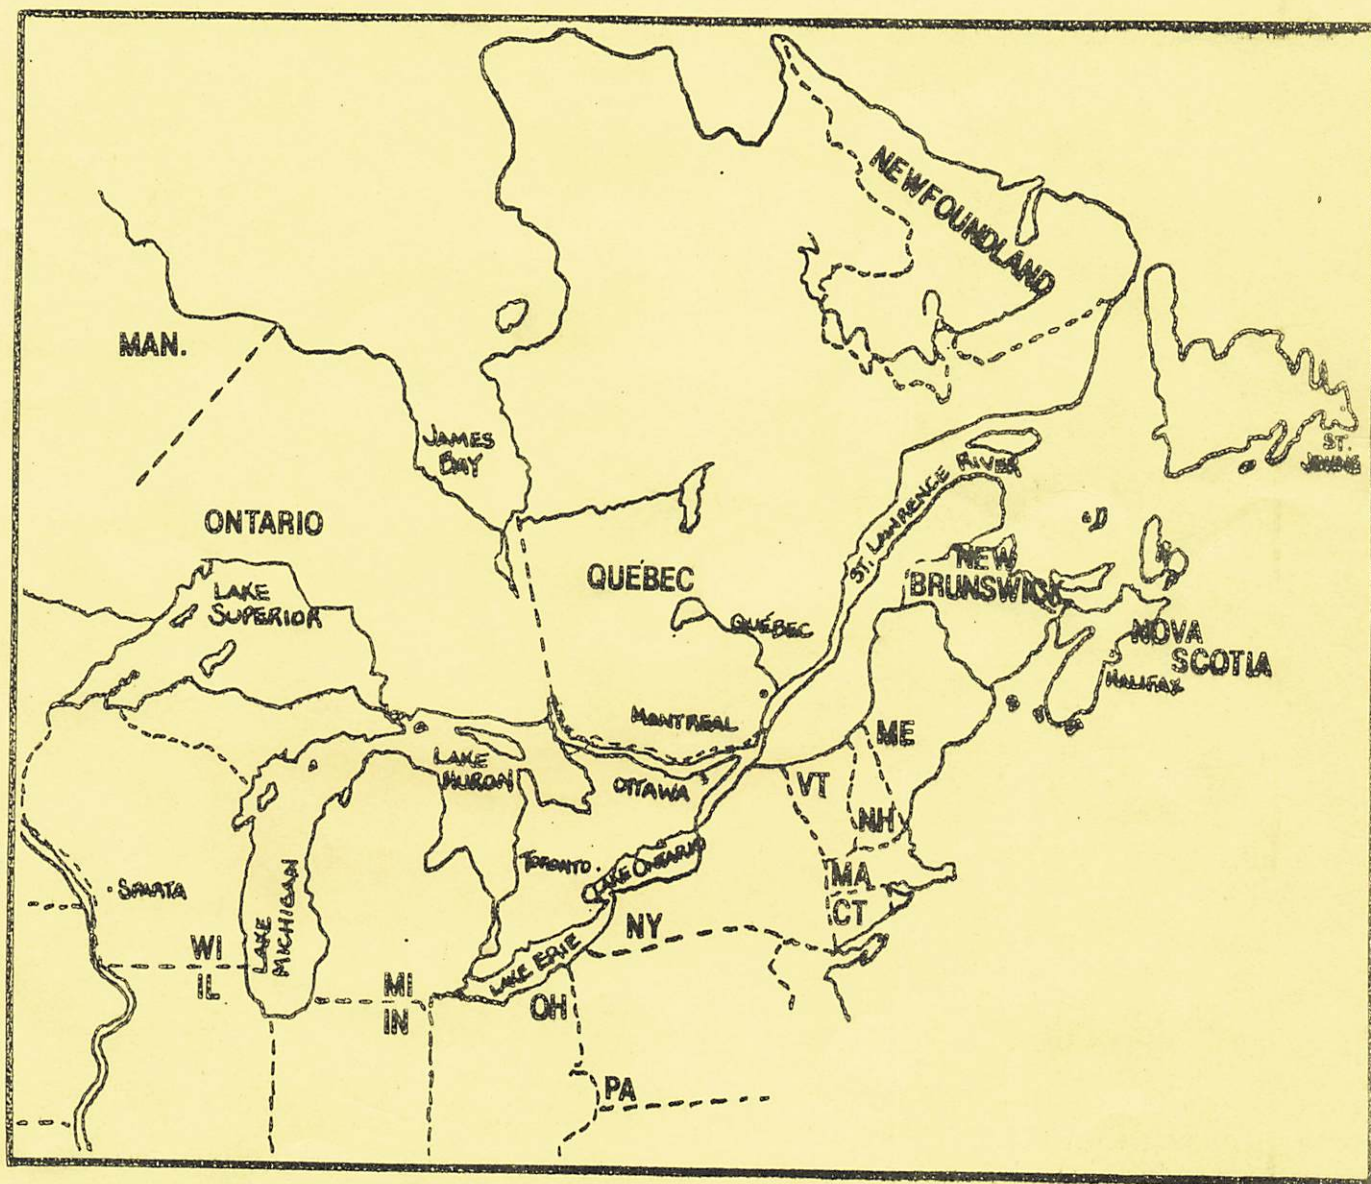 NEWFOUNDLAND
MAN.
JAMES
BAY
ST.
JOHNS
ST. LAWRENCE RIVER
ONTARIO
LAKE
SUPERIOR
QUÉBEC
NEW
BRUNSWICK
QUÉBEC
NOVA
SCOTIA
HALIFAX
MONTREAL
ME
LAKE
HURON
OTTAWA
VT
NH
TORONTO
LAKE ONTARIO
SPARTA
MA
CT
LAKE
MICHIGAN
NY
WI
IL
LAKE ERIE
MI
IN
OH
PA